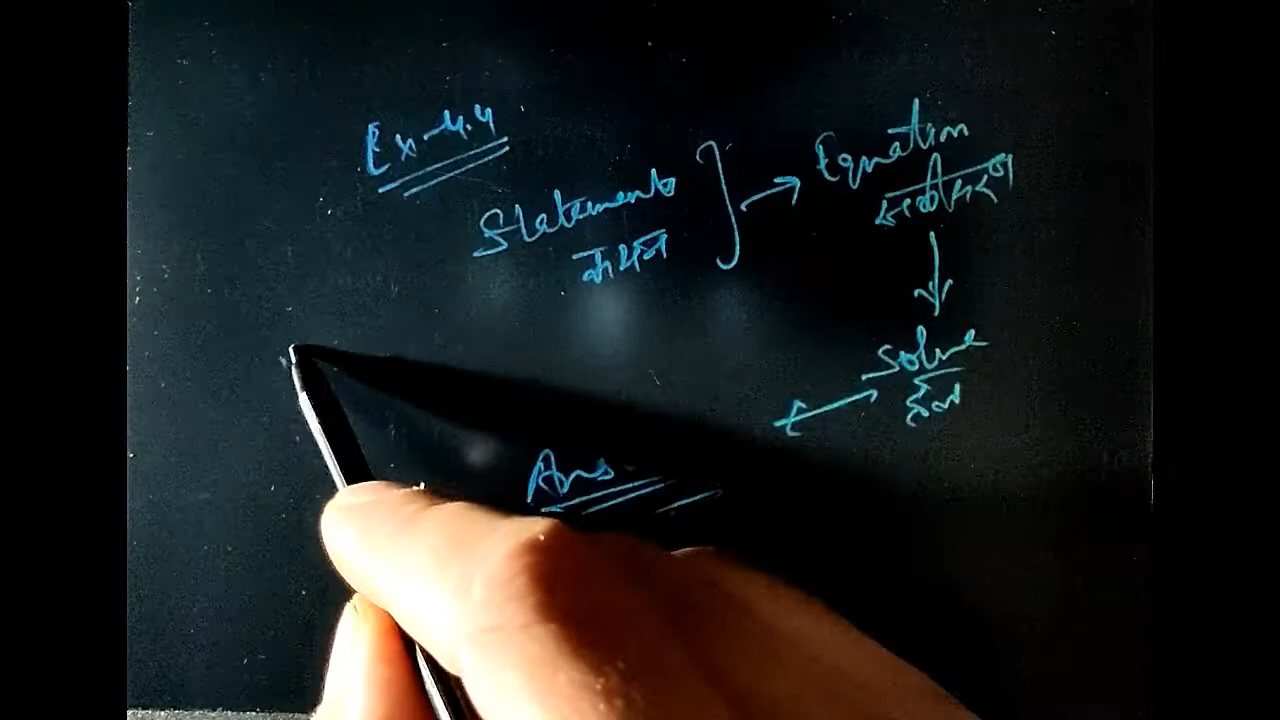 Ex-4.4
Statements
कथन
Equation
समीकरण
Solve
हल
Ans